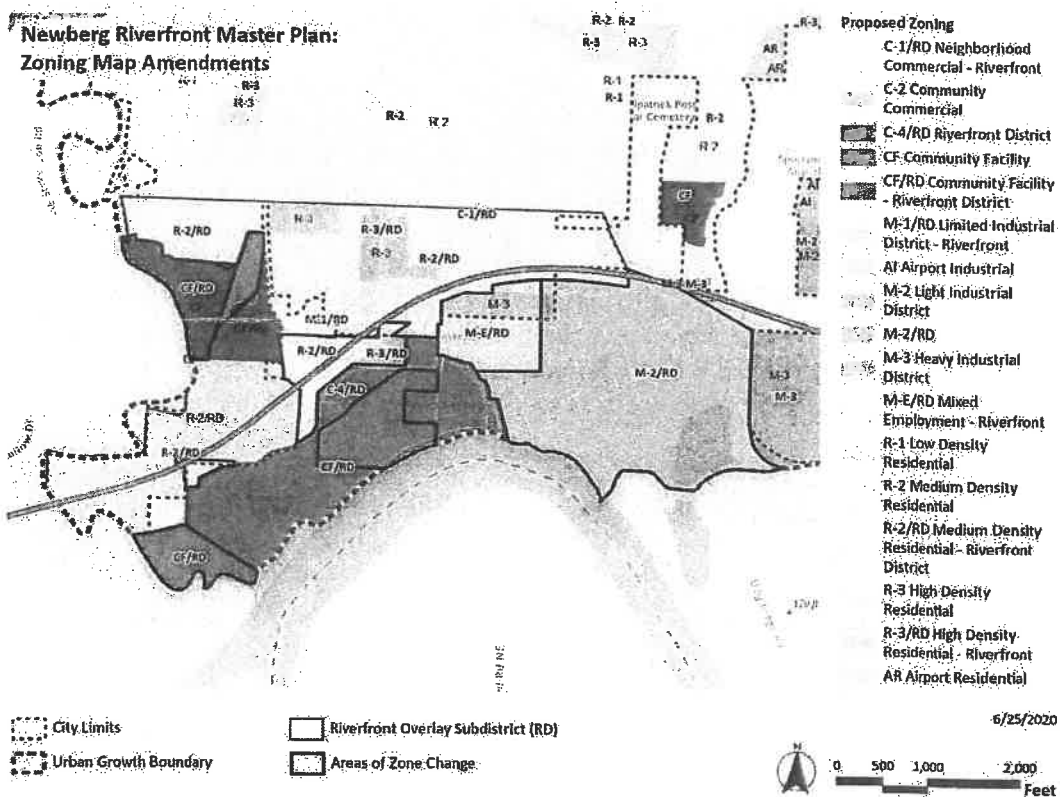 Newberg Riverfront Master Plan:
Zoning Map Amendments
R-2 R-2
R-3 R-3
R-3
AR
AR
R-1
R-1
R-3
R-3
R-2 R-2
R-2
R-2
CF
AI
M-2
M-2
C-1/RD
R-2/RD
R-3
R-3/RD
R-3
R-2/RD
CF/RD
M-1/RD
M-3
M-3
M-E/RD
R-2/RD
R-3/RD
M-2/RD
C-4/RD
M-3
M-3
R-2/RD
R-2/RD
CF/RD
CF/RD
Proposed Zoning
C-1/RD Neighborhood
Commercial - Riverfront
C-2 Community
Commercial
C-4/RD Riverfront District
CF Community Facility
CF/RD Community Facility
- Riverfront District
M-1/RD Limited Industrial
District - Riverfront
AI Airport Industrial
M-2 Light Industrial
District
M-2/RD
M-3 Heavy Industrial
District
M-E/RD Mixed
Employment - Riverfront
R-1 Low Density
Residential
R-2 Medium Density
Residential
R-2/RD Medium Density
Residential - Riverfront
District
R-3 High Density
Residential
R-3/RD High Density
Residential - Riverfront
AR Airport Residential
City Limits
Urban Growth Boundary
Riverfront Overlay Subdistrict (RD)
Areas of Zone Change
6/25/2020
N
0 500 1,000 2,000
Feet